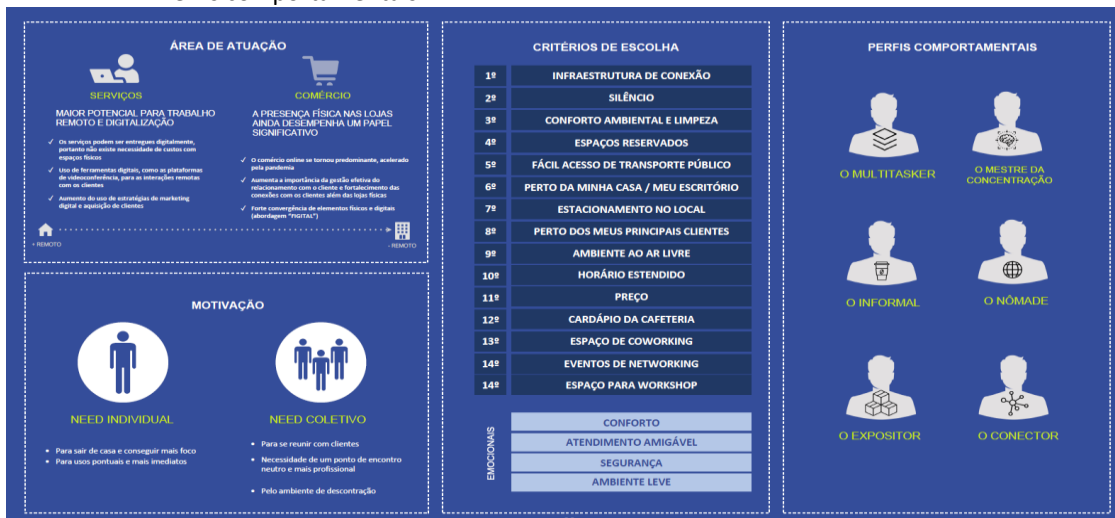 ÁREA DE ATUAÇÃO
SERVIÇOS
MAIOR POTENCIAL PARA TRABALHO
REMOTO E DIGITALIZAÇÃO
✓ Os serviços podem ser entregues digitalmente,
portanto não existe necessidade de custos com
espaços físicos
✓ Uso de ferramentas digitais, como as plataformas
de videoconferência, para as interações remotas
com os clientes
✓ Aumento do uso de estratégias de marketing
digital e aquisição de clientes
COMÉRCIO
A PRESENÇA FÍSICA NAS LOJAS
AINDA DESEMPENHA UM PAPEL
SIGNIFICATIVO
✓ O comércio online se tornou predominante, acelerado
pela pandemia
✓ Aumenta a importância da gestão efetiva do
relacionamento com o cliente e fortalecimento das
conexões com os clientes além das lojas físicas
✓ Forte convergência de elementos físicos e digitais
(abordagem "FIGITAL")
+ REMOTO
- REMOTO
MOTIVAÇÃO
NEED INDIVIDUAL
• Para sair de casa e conseguir mais foco
• Para usos pontuais e mais imediatos
NEED COLETIVO
• Para se reunir com clientes
• Necessidade de um ponto de encontro
neutro e mais profissional
• Pelo ambiente de descontração
CRITÉRIOS DE ESCOLHA
1º INFRAESTRUTURA DE CONEXÃO
2º SILÊNCIO
3º CONFORTO AMBIENTAL E LIMPEZA
4º ESPAÇOS RESERVADOS
5º FÁCIL ACESSO DE TRANSPORTE PÚBLICO
6º PERTO DA MINHA CASA / MEU ESCRITÓRIO
7º ESTACIONAMENTO NO LOCAL
8º PERTO DOS MEUS PRINCIPAIS CLIENTES
9º AMBIENTE AO AR LIVRE
10º HORÁRIO ESTENDIDO
11º PREÇO
12º CARDÁPIO DA CAFETERIA
13º ESPAÇO DE COWORKING
14º EVENTOS DE NETWORKING
14º ESPAÇO PARA WORKSHOP
EMOCIONAIS
CONFORTO
ATENDIMENTO AMIGÁVEL
SEGURANÇA
AMBIENTE LEVE
PERFIS COMPORTAMENTAIS
O MULTITASKER
O MESTRE DA
CONCENTRAÇÃO
O INFORMAL
O NÔMADE
O EXPOSITOR
O CONECTOR